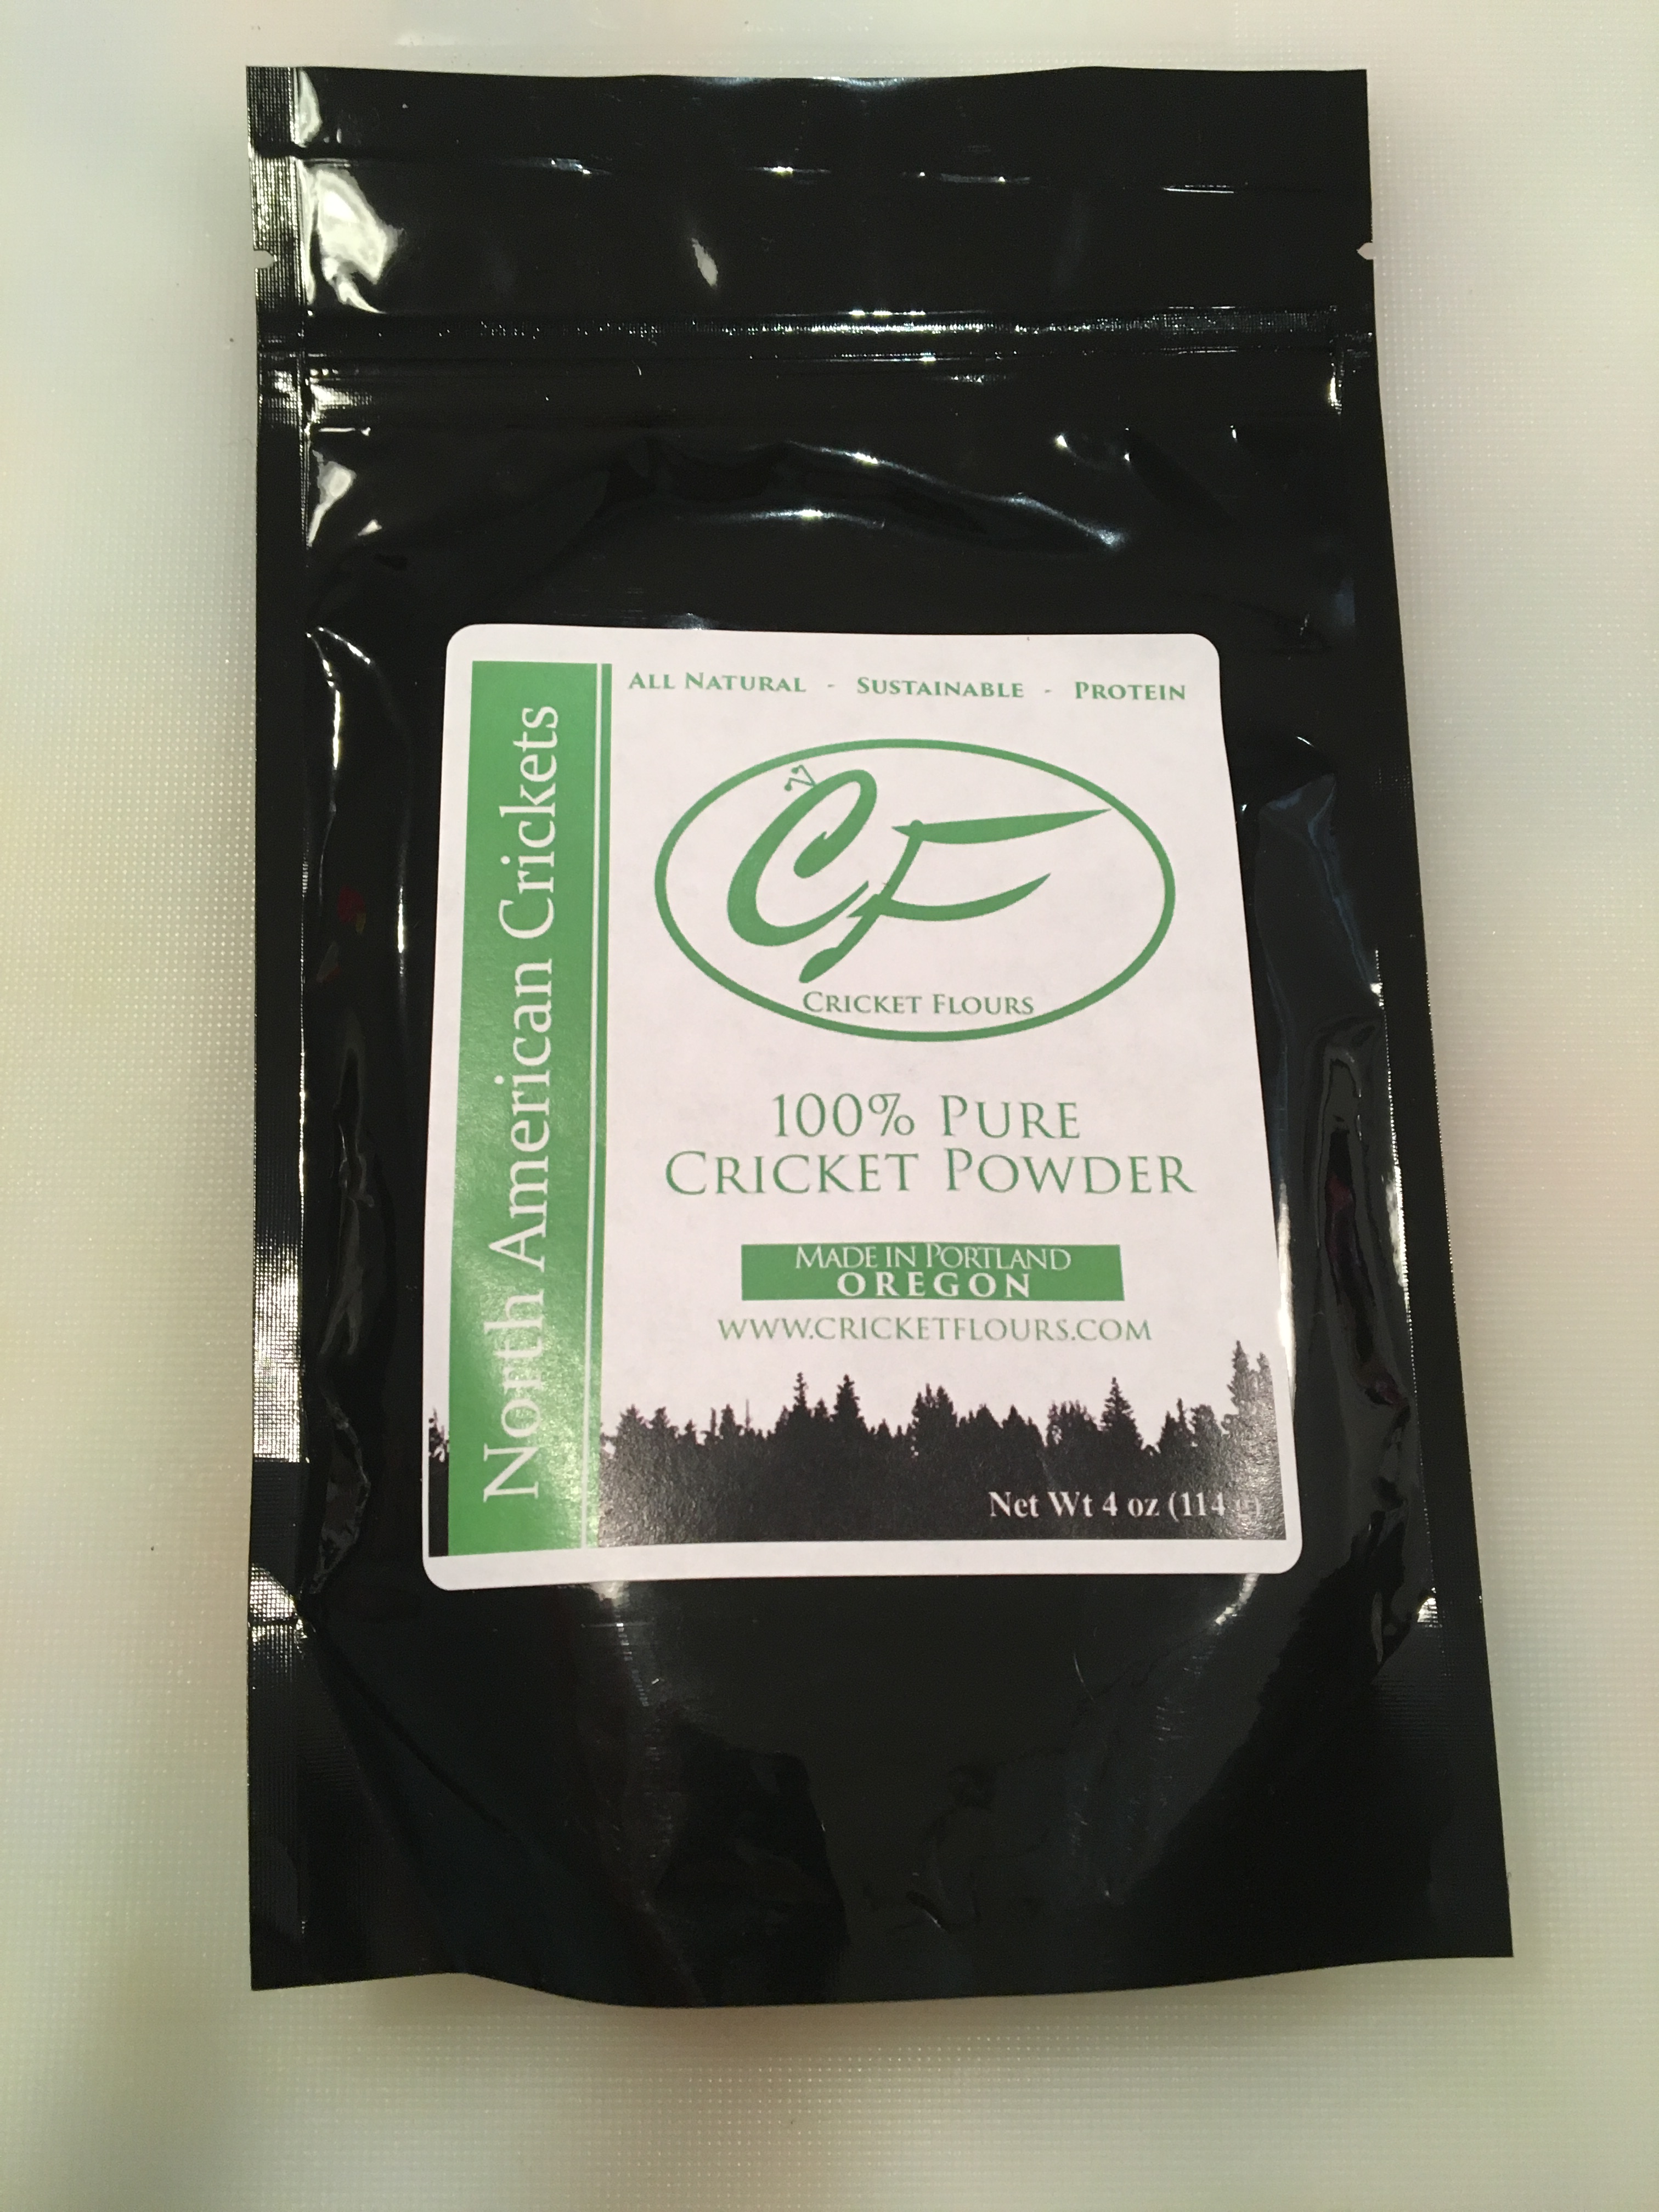 ALL NATURAL - SUSTAINABLE - PROTEIN
North American Crickets
CF
CRICKET FLOURS
100% PURE
CRICKET POWDER
MADE IN PORTLAND
OREGON
WWW.CRICKETFLOURS.COM
Net Wt 4 oz (114 g)